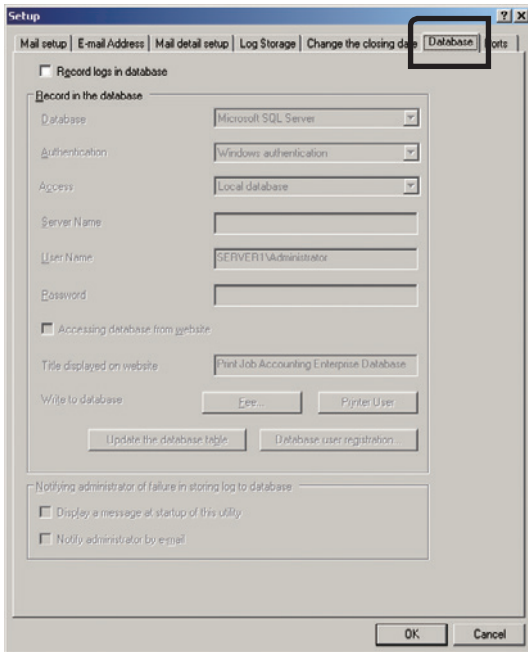 Setup
Mail setup E-mail Address Mail detail setup Log Storage Change the closing date Database Ports
Record logs in database
Record in the database
Database Microsoft SQL Server
Authentication Windows authentication
Access Local database
Server Name
User Name SERVER1\Administrator
Password
Accessing database from website
Title displayed on website Print Job Accounting Enterprise Database
Write to database Fee... Printer User
Update the database table Database user registration...
Notifying administrator of failure in storing log to database
Display a message at startup of this utility
Notify administrator by e-mail
OK Cancel